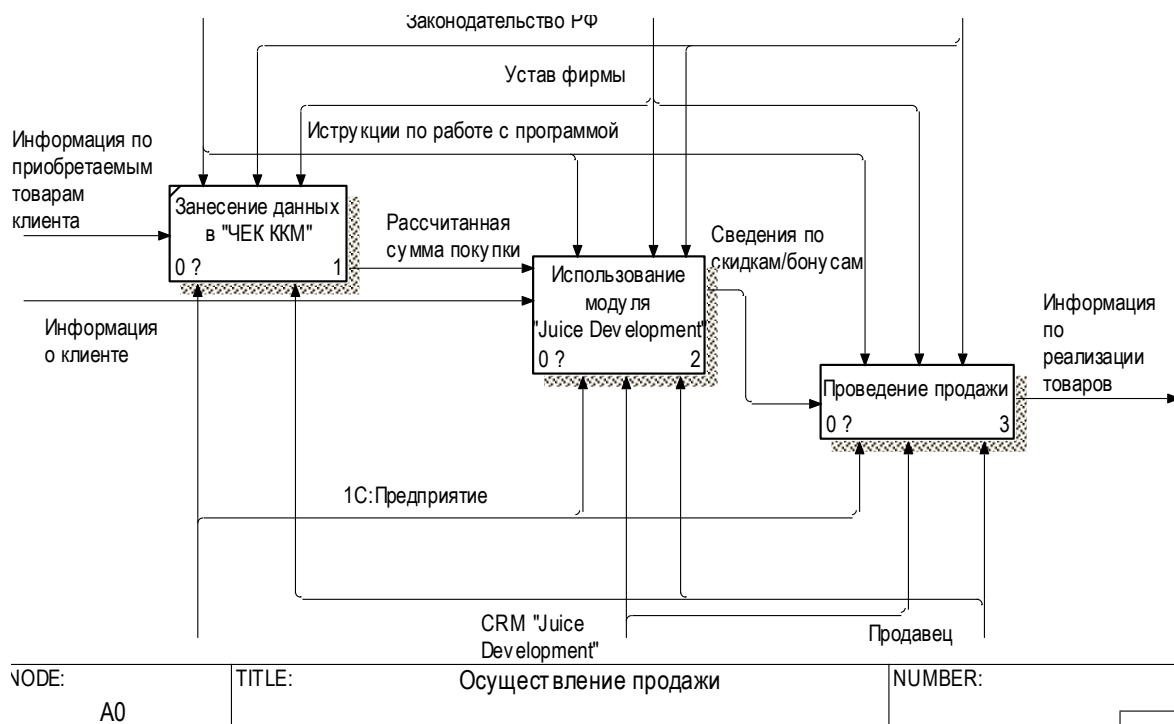 Законодательство РФ
Устав фирмы
Иструкции по работе с программой
Информация по
приобретаемым
товарам
клиента
Занесение данных
в "ЧЕК ККМ"
0 ?
1
Рассчитанная
сумма покупки
Использование
модуля
"Juice Development"
0 ?
2
Сведения по
скидкам/бонусам
Информация
о клиенте
Проведение продажи
0 ?
3
Информация
по
реализации
товаров
1С:Предприятие
CRM "Juice
Development"
Продавец
NODE:
A0
TITLE:
Осуществление продажи
NUMBER: